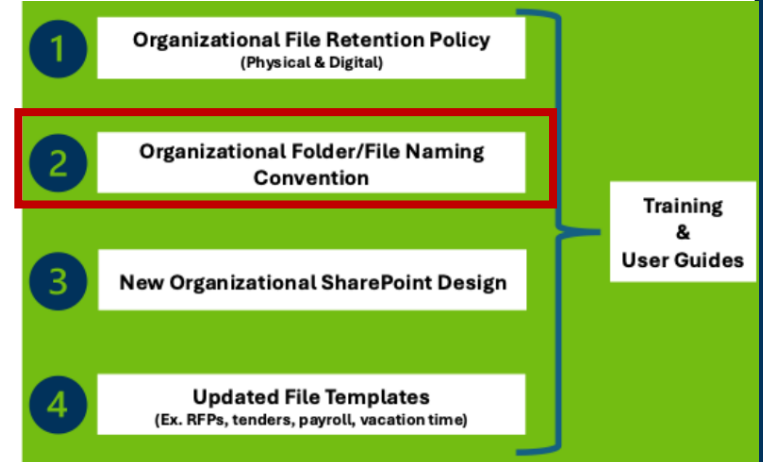 1
Organizational File Retention Policy
(Physical & Digital)
2
Organizational Folder/File Naming
Convention
3
New Organizational SharePoint Design
4
Updated File Templates
(Ex. RFPs, tenders, payroll, vacation time)
Training
&
User Guides